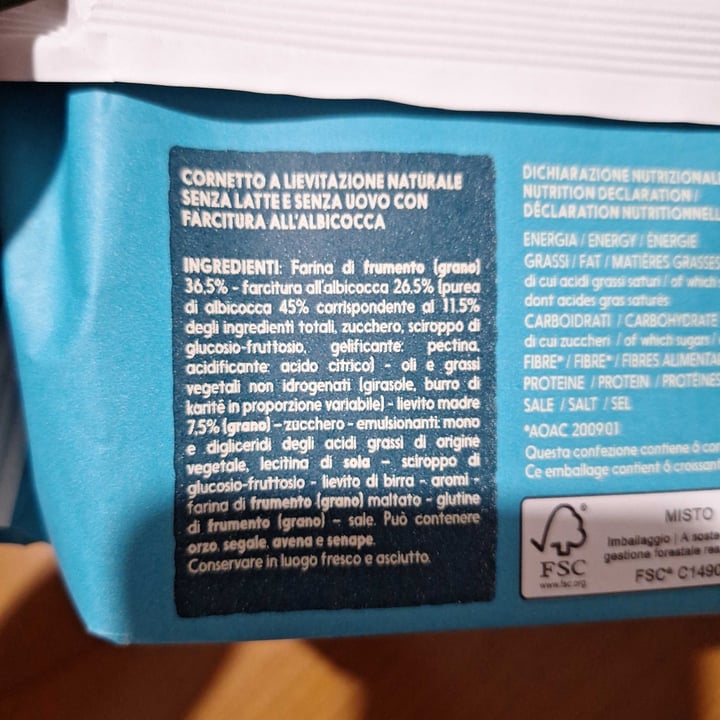 CORNETTO A LIEVITAZIONE NATURALE
SENZA LATTE E SENZA UOVO CON
FARCITURA ALL'ALBICOCCA
INGREDIENTI: Farina di frumento (grano)
36.5% - farcitura all'albicocca 26.5% (purea
di albicocca 45% corrispondente al 11.5%
degli ingredienti totali, zucchero, sciroppo di
glucosio-fruttosio, gelificante: pectina,
acidificante: acido citrico) - oli e grassi
vegetali non idrogenati (girasole, burro di
karité in proporzione variabile) - lievito madre
7.5% (grano) - zucchero - emulsionanti: mono
e digliceridi degli acidi grassi di origine
vegetale, lecitina di soia - sciroppo di
glucosio-fruttosio - lievito di birra - aromi -
farina di frumento (grano) maltato - glutine
di frumento (grano) - sale. Può contenere
orzo, segale, avena e senape.
Conservare in luogo fresco e asciutto.
DICHIARAZIONE NUTRIZIONALE
NUTRITION DECLARATION /
DÉCLARATION NUTRITIONNELL
ENERGIA / ENERGY / ÉNERGIE
GRASSI / FAT / MATIÈRES GRASSES
di cui acidi grassi saturi / of which
dont acides gras saturés
CARBOIDRATI / CARBOHYDRATE
di cui zuccheri / of which sugars /
FIBRE* / FIBRE* / FIBRES ALIMENTA
PROTEINE / PROTEIN / PROTÉINES
SALE / SALT / SEL
*AOAC 2009.01
Questa confezione contiene 6
Ce emballage contient 6 croissan
FSC
www.fsc.org
MISTO
Imballaggio | A soste
gestione forestale res
FSC® C1490